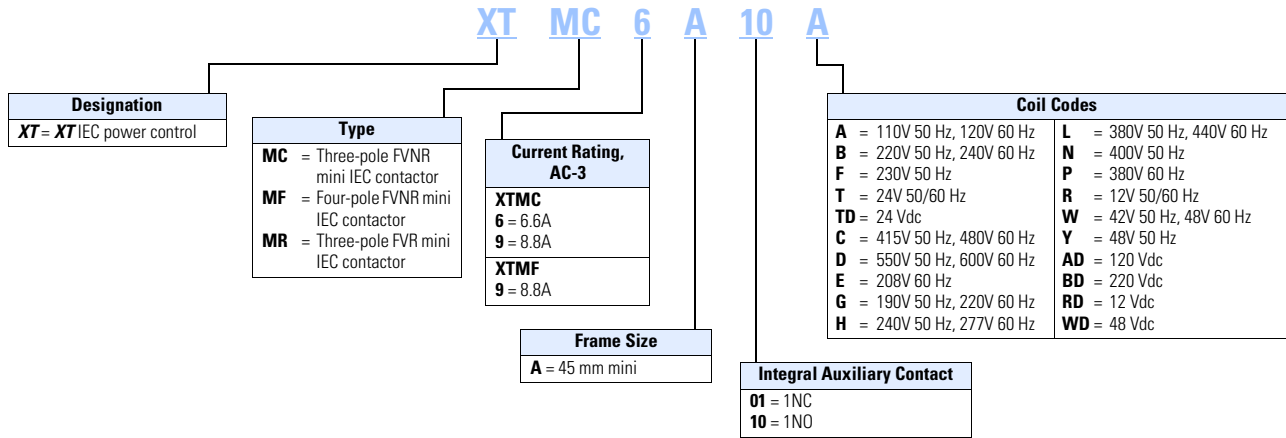 XT MC 6 A 10 A
Designation
XT = XT IEC power control
Type
MC = Three-pole FVNR
mini IEC contactor
MF = Four-pole FVNR mini
IEC contactor
MR = Three-pole FVR mini
IEC contactor
Current Rating,
AC-3
XTMC
6 = 6.6A
9 = 8.8A
XTMF
9 = 8.8A
Frame Size
A = 45 mm mini
Integral Auxiliary Contact
01 = 1NC
10 = 1NO
Coil Codes
A = 110V 50 Hz, 120V 60 Hz
B = 220V 50 Hz, 240V 60 Hz
F = 230V 50 Hz
T = 24V 50/60 Hz
TD = 24 Vdc
C = 415V 50 Hz, 480V 60 Hz
D = 550V 50 Hz, 600V 60 Hz
E = 208V 60 Hz
G = 190V 50 Hz, 220V 60 Hz
H = 240V 50 Hz, 277V 60 Hz
L = 380V 50 Hz, 440V 60 Hz
N = 400V 50 Hz
P = 380V 60 Hz
R = 12V 50/60 Hz
W = 42V 50 Hz, 48V 60 Hz
Y = 48V 50 Hz
AD = 120 Vdc
BD = 220 Vdc
RD = 12 Vdc
WD = 48 Vdc